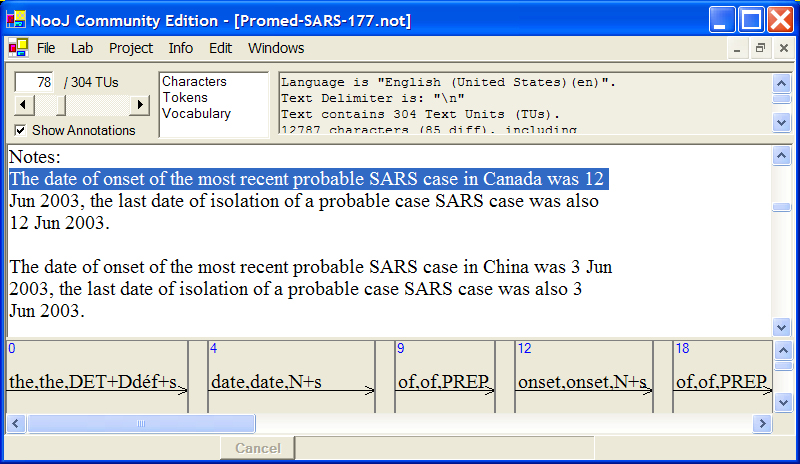 NooJ Community Edition - [Promed-SARS-177.not]
File Lab Project Info Edit Windows
78 / 304 TUs
Show Annotations
Characters
Tokens
Vocabulary
Language is "English (United States)(en)".
Text Delimiter is: "\n"
Text contains 304 Text Units (TUs).
12787 characters (85 diff), including
Notes:
The date of onset of the most recent probable SARS case in Canada was 12
Jun 2003, the last date of isolation of a probable case SARS case was also
12 Jun 2003.
The date of onset of the most recent probable SARS case in China was 3 Jun
2003, the last date of isolation of a probable case SARS case was also 3
Jun 2003.
0 4 9 12 18
the,the,DET+Ddéf+s date,date,N+s of,of,PREP onset,onset,N+s of,of,PREP
Cancel